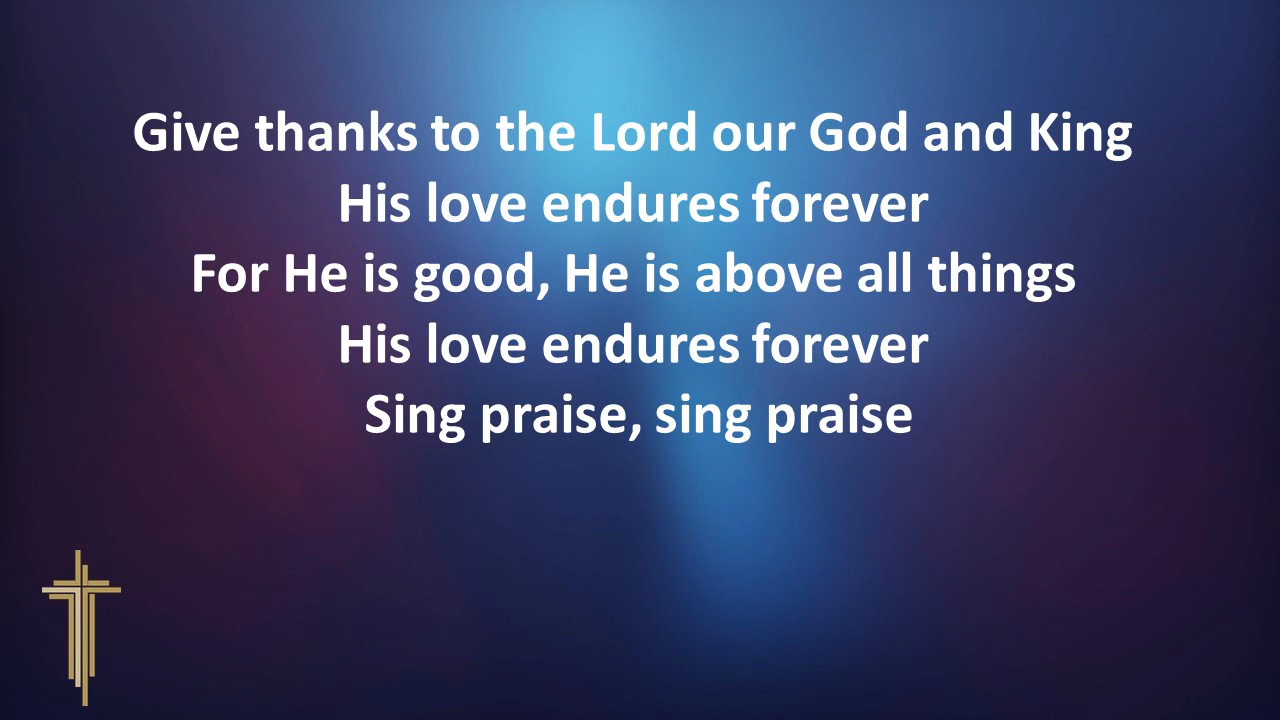 Give thanks to the Lord our God and King
His love endures forever
For He is good, He is above all things
His love endures forever
Sing praise, sing praise